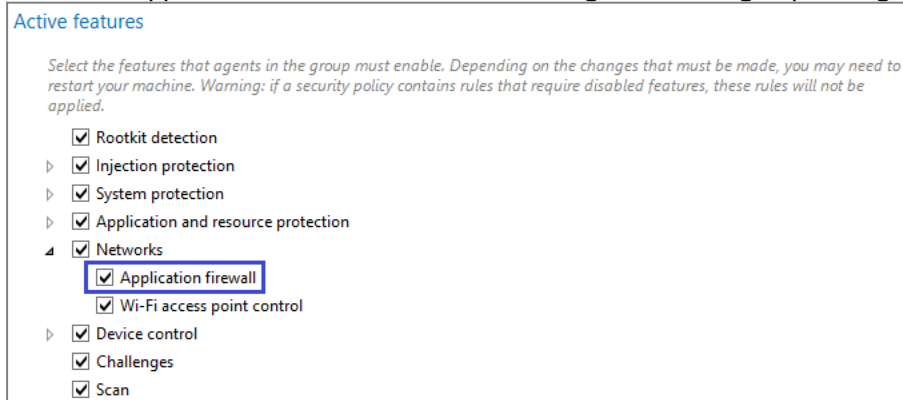 Active features
Select the features that agents in the group must enable. Depending on the changes that must be made, you may need to
restart your machine. Warning: if a security policy contains rules that require disabled features, these rules will not be
applied.
Rootkit detection
Injection protection
System protection
Application and resource protection
Networks
Application firewall
Wi-Fi access point control
Device control
Challenges
Scan